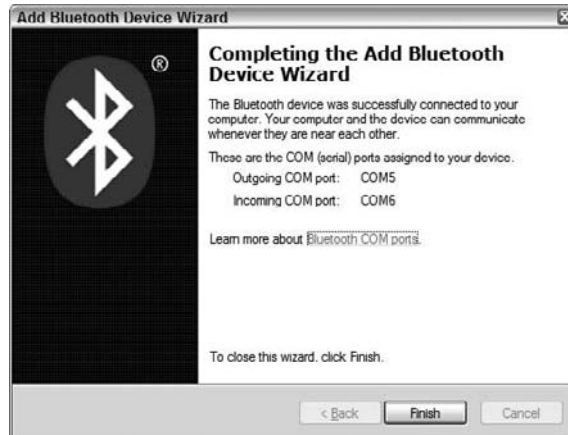 Add Bluetooth Device Wizard
®
Completing the Add Bluetooth
Device Wizard
The Bluetooth device was successfully connected to your
computer. Your computer and the device can communicate
whenever they are near each other.
These are the COM (serial) ports assigned to your device.
Outgoing COM port: COM5
Incoming COM port: COM6
Learn more about Bluetooth COM ports.
To close this wizard, click Finish.
< Back Finish Cancel